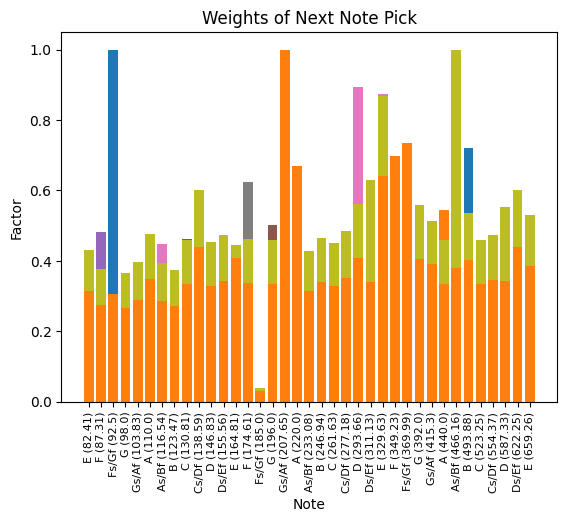 Weights of Next Note Pick
1.0
0.8
0.6
0.4
0.2
0.0
Factor
E (82.41)
F (87.31)
Fs/Gf (92.5)
G (98.0)
Gs/Af (103.83)
A (110.0)
As/Bf (116.54)
B (123.47)
C (130.81)
Cs/Df (138.59)
D (146.83)
Ds/Ef (155.56)
E (164.81)
F (174.61)
Fs/Gf (185.0)
G (196.0)
Gs/Af (207.65)
A (220.0)
As/Bf (233.08)
B (246.94)
C (261.63)
Cs/Df (277.18)
D (293.66)
Ds/Ef (311.13)
E (329.63)
F (349.23)
Fs/Gf (369.99)
G (392.0)
Gs/Af (415.3)
A (440.0)
As/Bf (466.16)
B (493.88)
C (523.25)
Cs/Df (554.37)
D (587.33)
Ds/Ef (622.25)
E (659.26)
Note